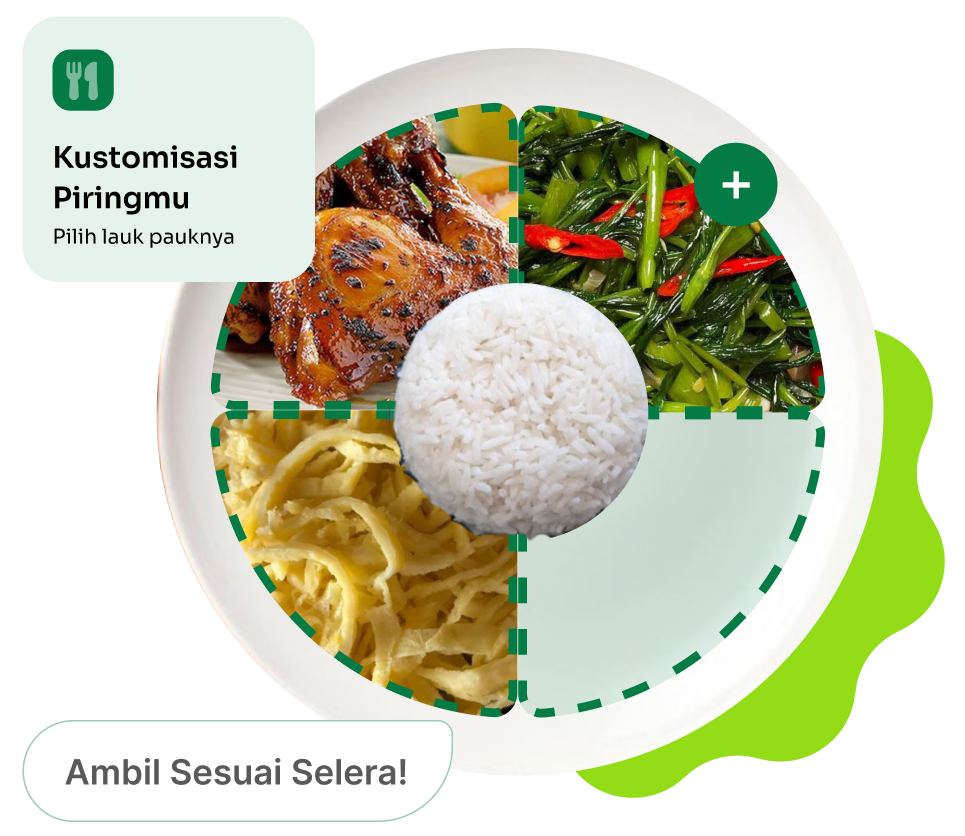 Kustomisasi
Piringmu
Pilih lauk pauknya
+
Ambil Sesuai Selera!